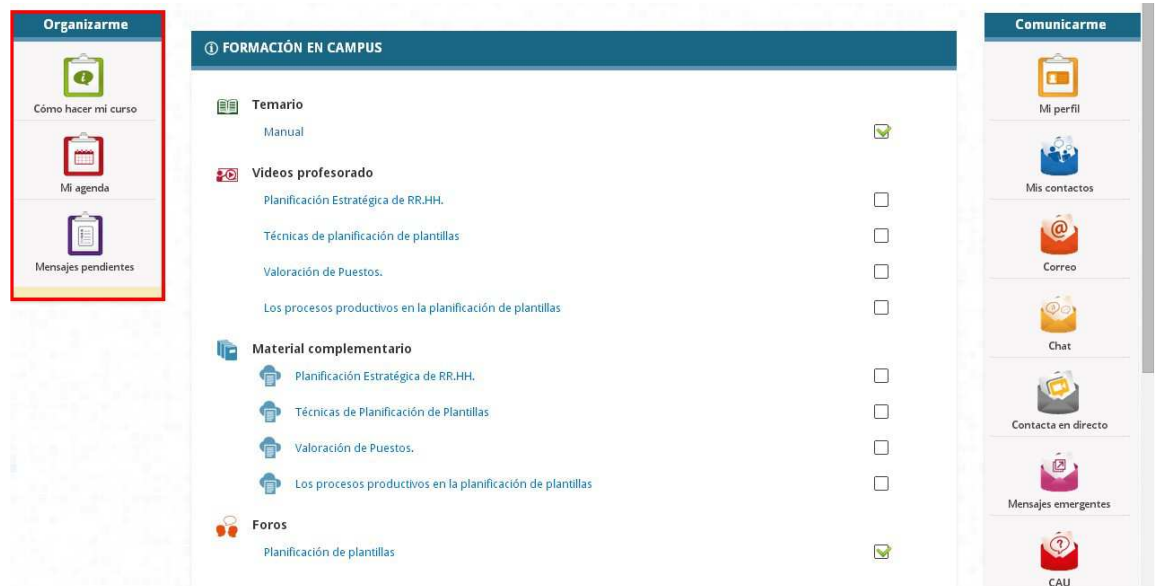 Organizarme
Cómo hacer mi curso
Mi agenda
Mensajes pendientes
FORMACIÓN EN CAMPUS
Temario
Manual
Videos profesorado
Planificación Estratégica de RR.HH.
Técnicas de planificación de plantillas
Valoración de Puestos.
Los procesos productivos en la planificación de plantillas
Material complementario
Planificación Estratégica de RR.HH.
Técnicas de Planificación de Plantillas
Valoración de Puestos.
Los procesos productivos en la planificación de plantillas
Foros
Planificación de plantillas
Comunicarme
Mi perfil
Mis contactos
Correo
Chat
Contacta en directo
Mensajes emergentes
CAU